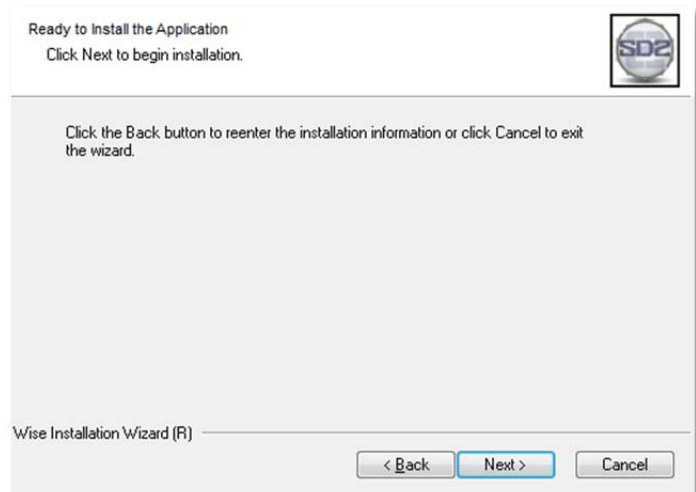 Ready to Install the Application
Click Next to begin installation.
SD2
Click the Back button to reenter the installation information or click Cancel to exit
the wizard.
Wise Installation Wizard (R)
< Back
Next >
Cancel